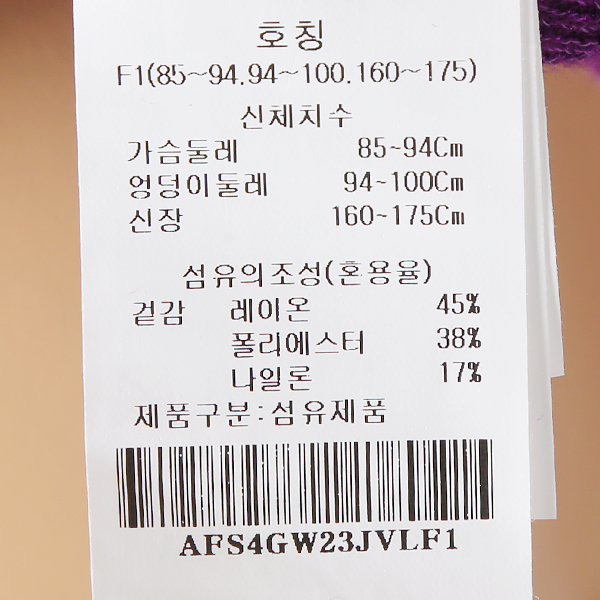 호칭
F1(85~94.94~100.160~175)
신체치수
가슴둘레 85~94Cm
엉덩이둘레 94~100Cm
신장 160~175Cm
섬유의조성(혼용율)
겉감 레이온 45%
폴리에스터 38%
나일론 17%
제품구분:섬유제품
AFS4GW23JVLF1